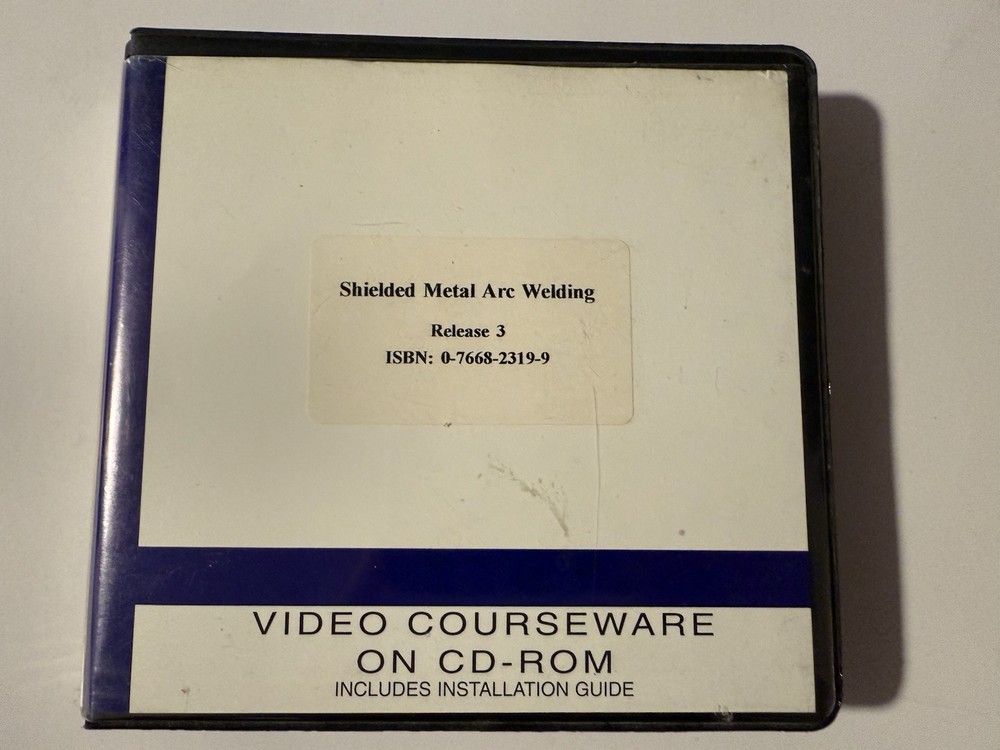 Shielded Metal Arc Welding
Release 3
ISBN: 0-7668-2319-9
VIDEO COURSEWARE
ON CD-ROM
INCLUDES INSTALLATION GUIDE